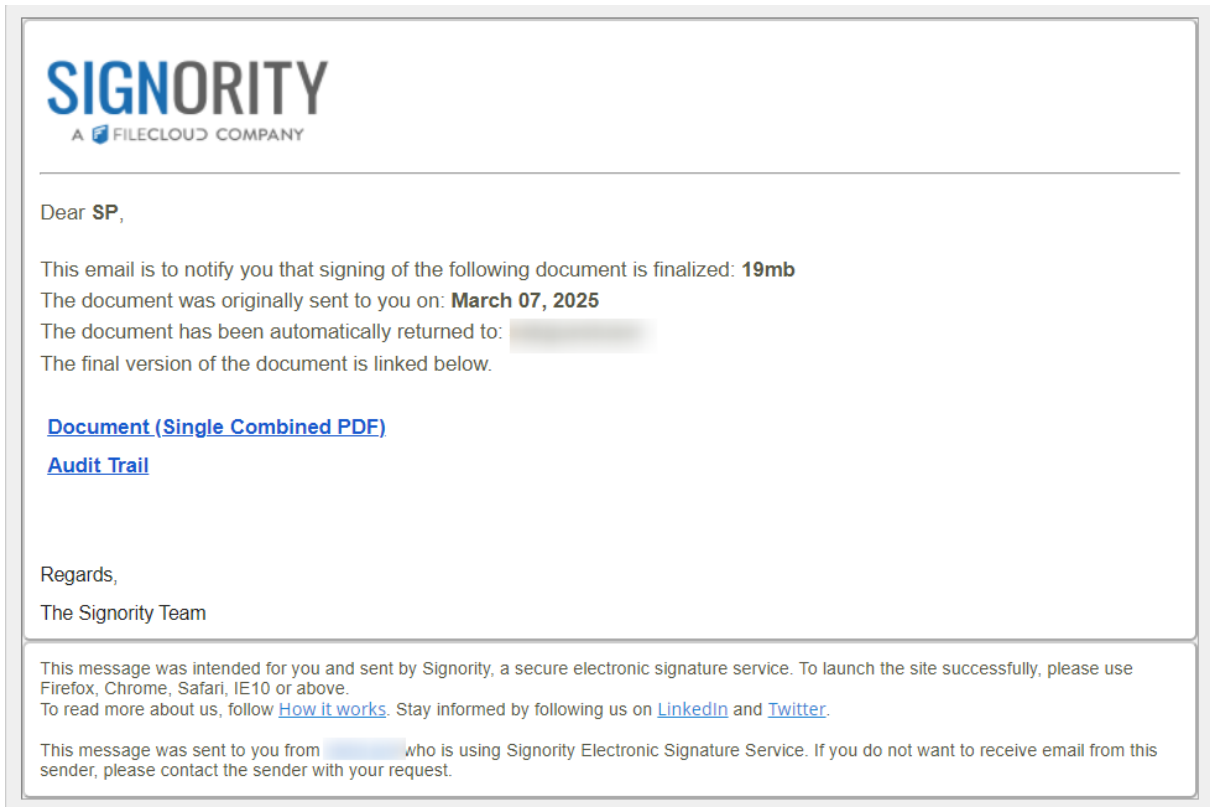 SIGNORITY
A FILECLOUD COMPANY
Dear SP,
This email is to notify you that signing of the following document is finalized: 19mb
The document was originally sent to you on: March 07, 2025
The document has been automatically returned to:
The final version of the document is linked below.
Document (Single Combined PDF)
Audit Trail
Regards,
The Signority Team
This message was intended for you and sent by Signority, a secure electronic signature service. To launch the site successfully, please use
Firefox, Chrome, Safari, IE10 or above.
To read more about us, follow How it works. Stay informed by following us on LinkedIn and Twitter.
This message was sent to you from who is using Signority Electronic Signature Service. If you do not want to receive email from this
sender, please contact the sender with your request.